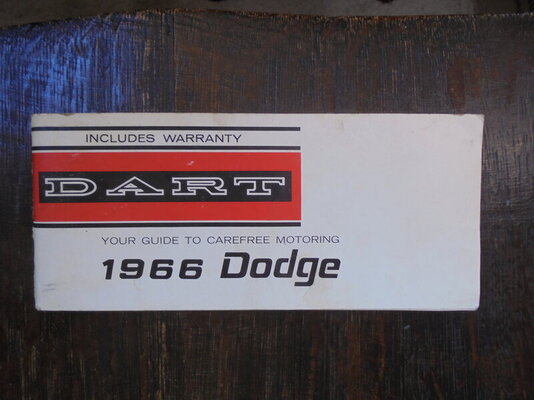 INCLUDES WARRANTY
DART
YOUR GUIDE TO CAREFREE MOTORING
1966 Dodge